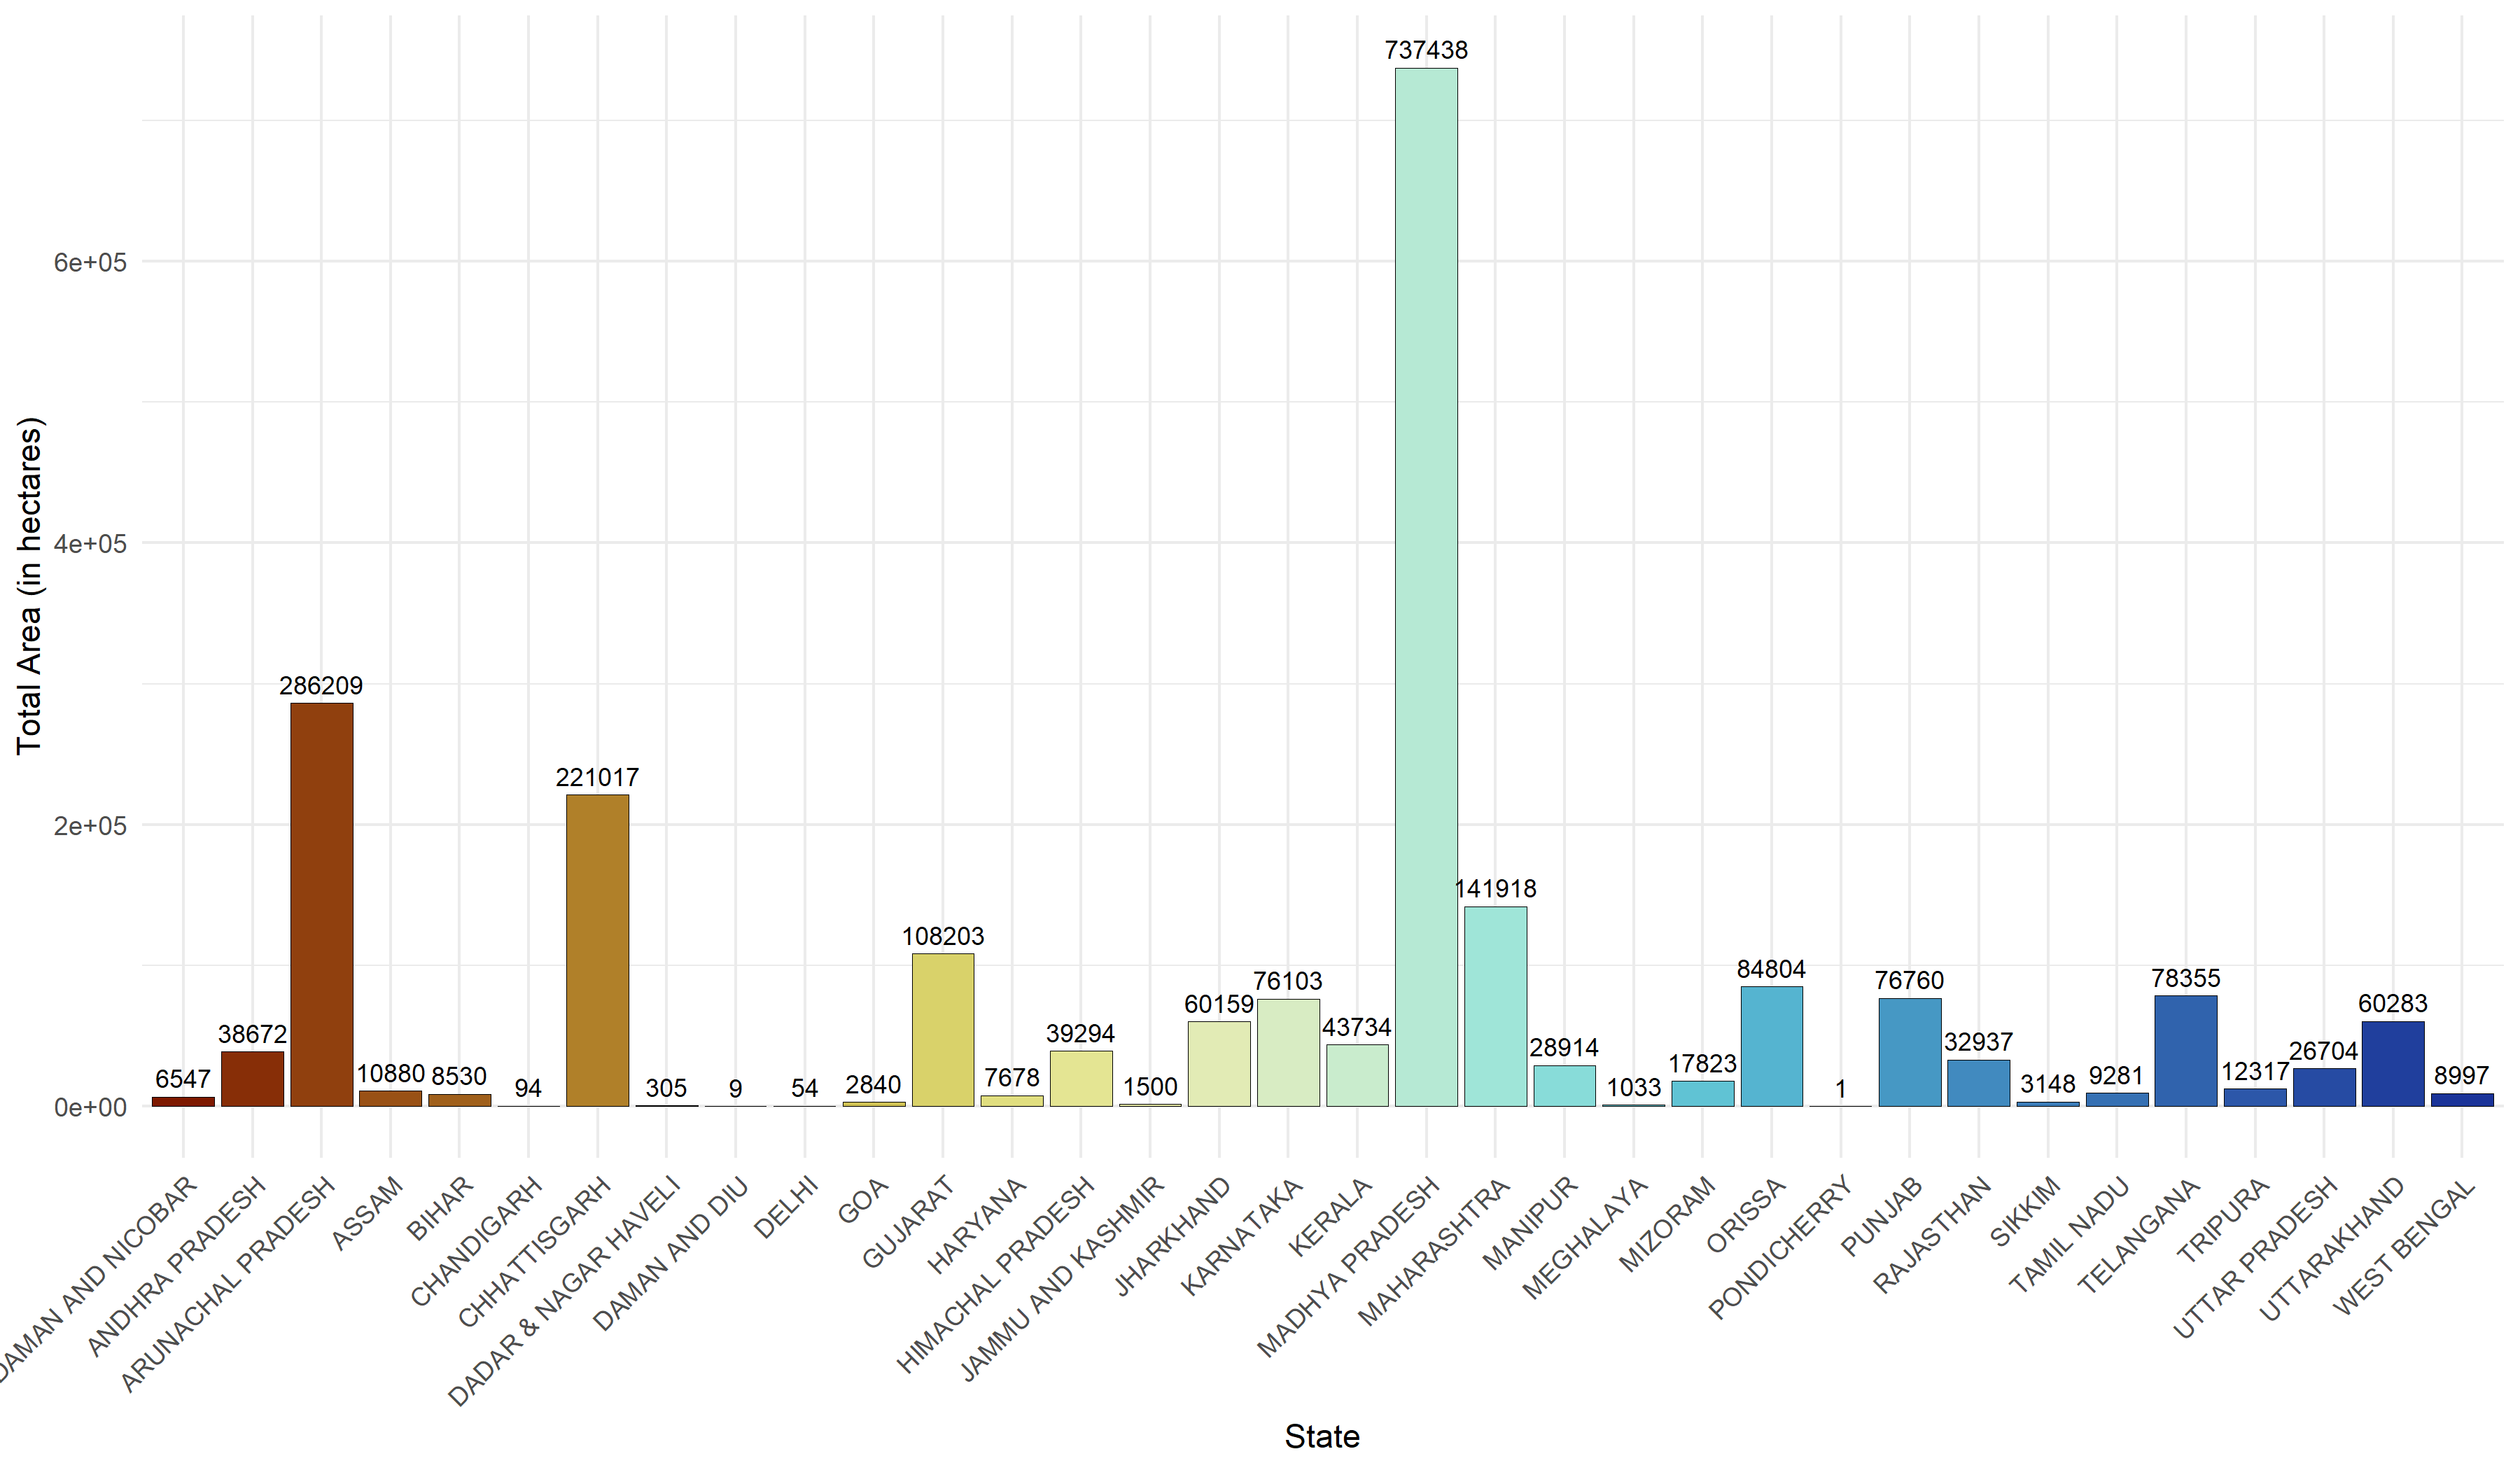 Total Area (in hectares)
6e+05
4e+05
2e+05
0e+00
6547
38672
286209
10880
8530
94
221017
305
9
54
2840
108203
7678
39294
1500
60159
76103
43734
737438
141918
28914
1033
17823
84804
1
76760
32937
3148
9281
78355
12317
26704
60283
8997
DAMAN AND NICOBAR
ANDHRA PRADESH
ARUNACHAL PRADESH
ASSAM
BIHAR
CHANDIGARH
CHHATTISGARH
DADAR & NAGAR HAVELI
DAMAN AND DIU
DELHI
GOA
GUJARAT
HARYANA
HIMACHAL PRADESH
JAMMU AND KASHMIR
JHARKHAND
KARNATAKA
KERALA
MADHYA PRADESH
MAHARASHTRA
MANIPUR
MEGHALAYA
MIZORAM
ORISSA
PONDICHERRY
PUNJAB
RAJASTHAN
SIKKIM
TAMIL NADU
TELANGANA
TRIPURA
UTTAR PRADESH
UTTARAKHAND
WEST BENGAL
State